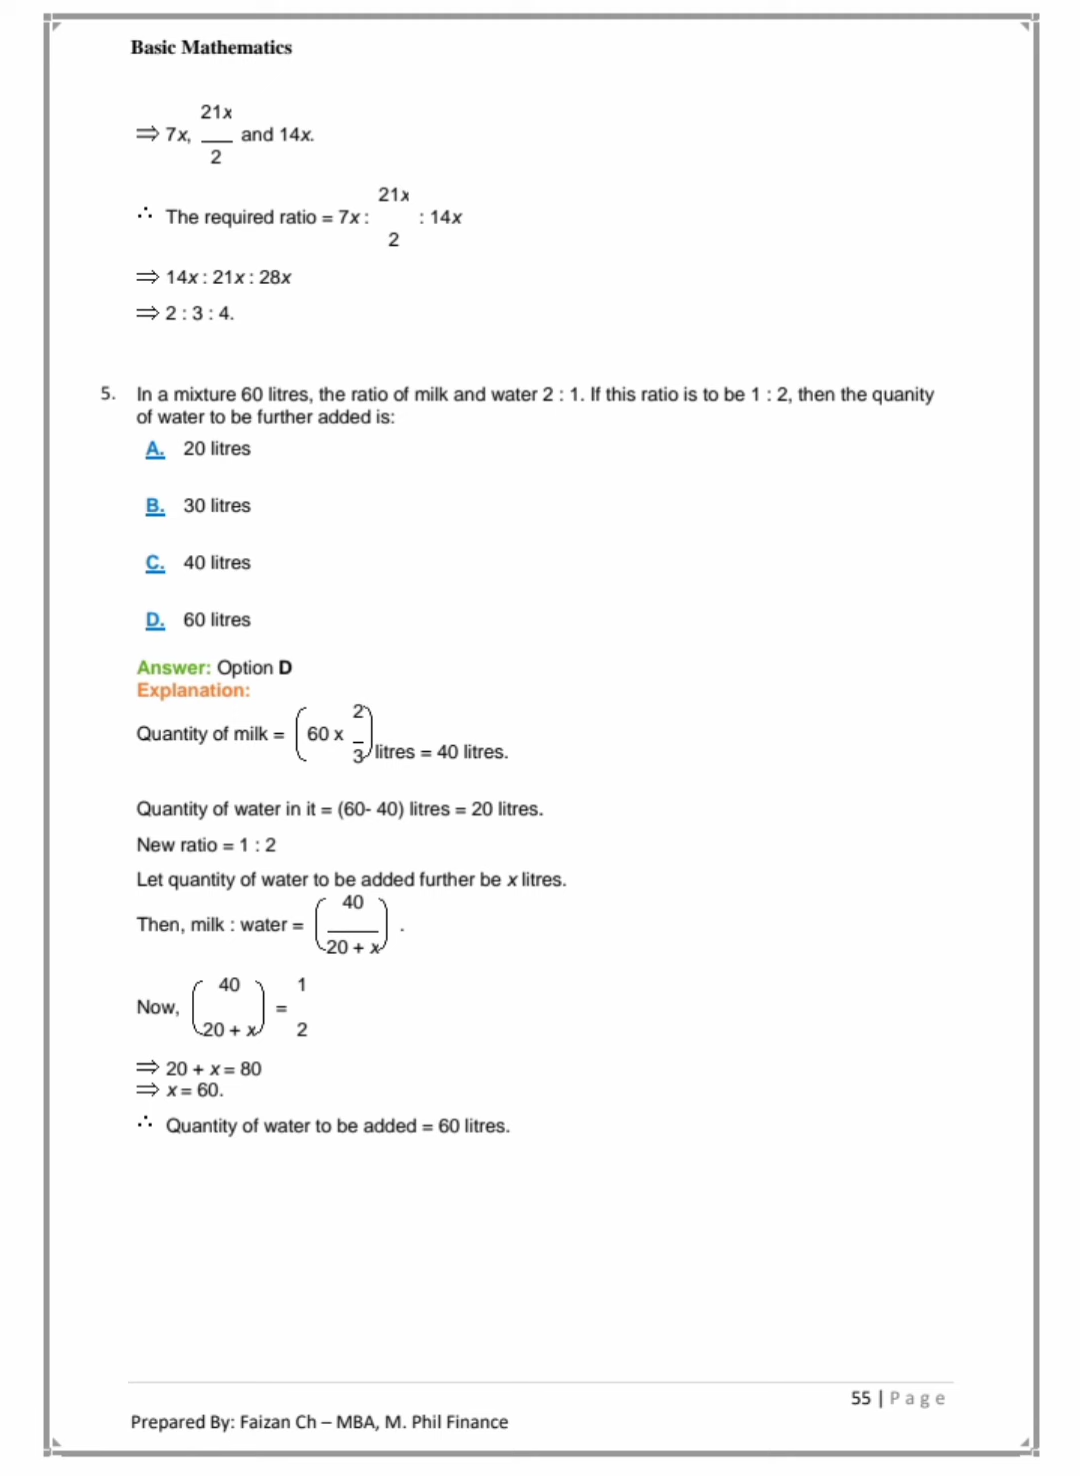 Basic Mathematics
21x
⇒ 7x, ___ and 14x.
2
21x
∴ The required ratio = 7x : : 14x
2
⇒ 14x : 21x : 28x
⇒ 2 : 3 : 4.
5. In a mixture 60 litres, the ratio of milk and water 2 : 1. If this ratio is to be 1 : 2, then the quanity
of water to be further added is:
A. 20 litres
B. 30 litres
C. 40 litres
D. 60 litres
Answer: Option D
Explanation:
2
Quantity of milk = ( 60 x _ )
3 litres = 40 litres.
Quantity of water in it = (60- 40) litres = 20 litres.
New ratio = 1 : 2
Let quantity of water to be added further be x litres.
40
Then, milk : water = ( ___ ) .
20 + x
40 1
Now, ( ) =
20 + x 2
⇒ 20 + x = 80
⇒ x = 60.
∴ Quantity of water to be added = 60 litres.
55 | Page
Prepared By: Faizan Ch – MBA, M. Phil Finance